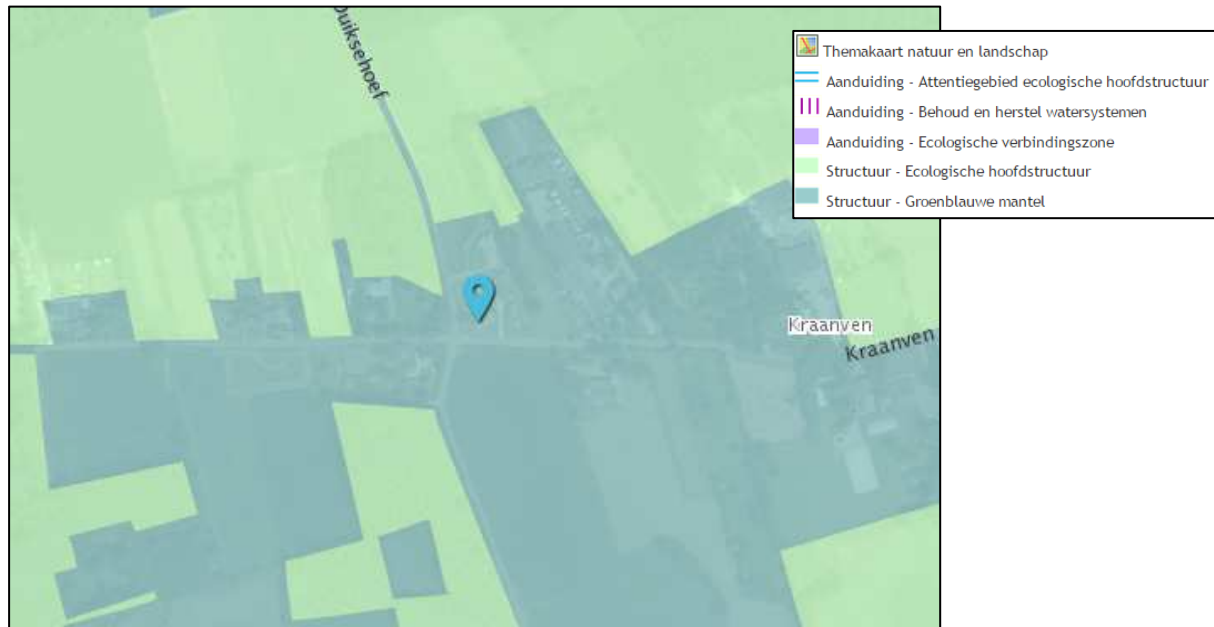 Duiksehoef
Themakaart natuur en landschap
Aanduiding - Attentiegebied ecologische hoofdstructuur
Aanduiding - Behoud en herstel watersystemen
Aanduiding - Ecologische verbindingszone
Structuur - Ecologische hoofdstructuur
Structuur - Groenblauwe mantel
Kraanven
Kraanven